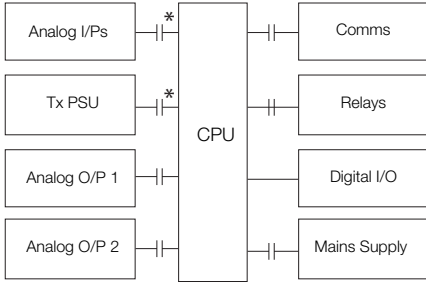 Analog I/Ps
*
Comms
Tx PSU
*
Relays
CPU
Analog O/P 1
Digital I/O
Analog O/P 2
Mains Supply